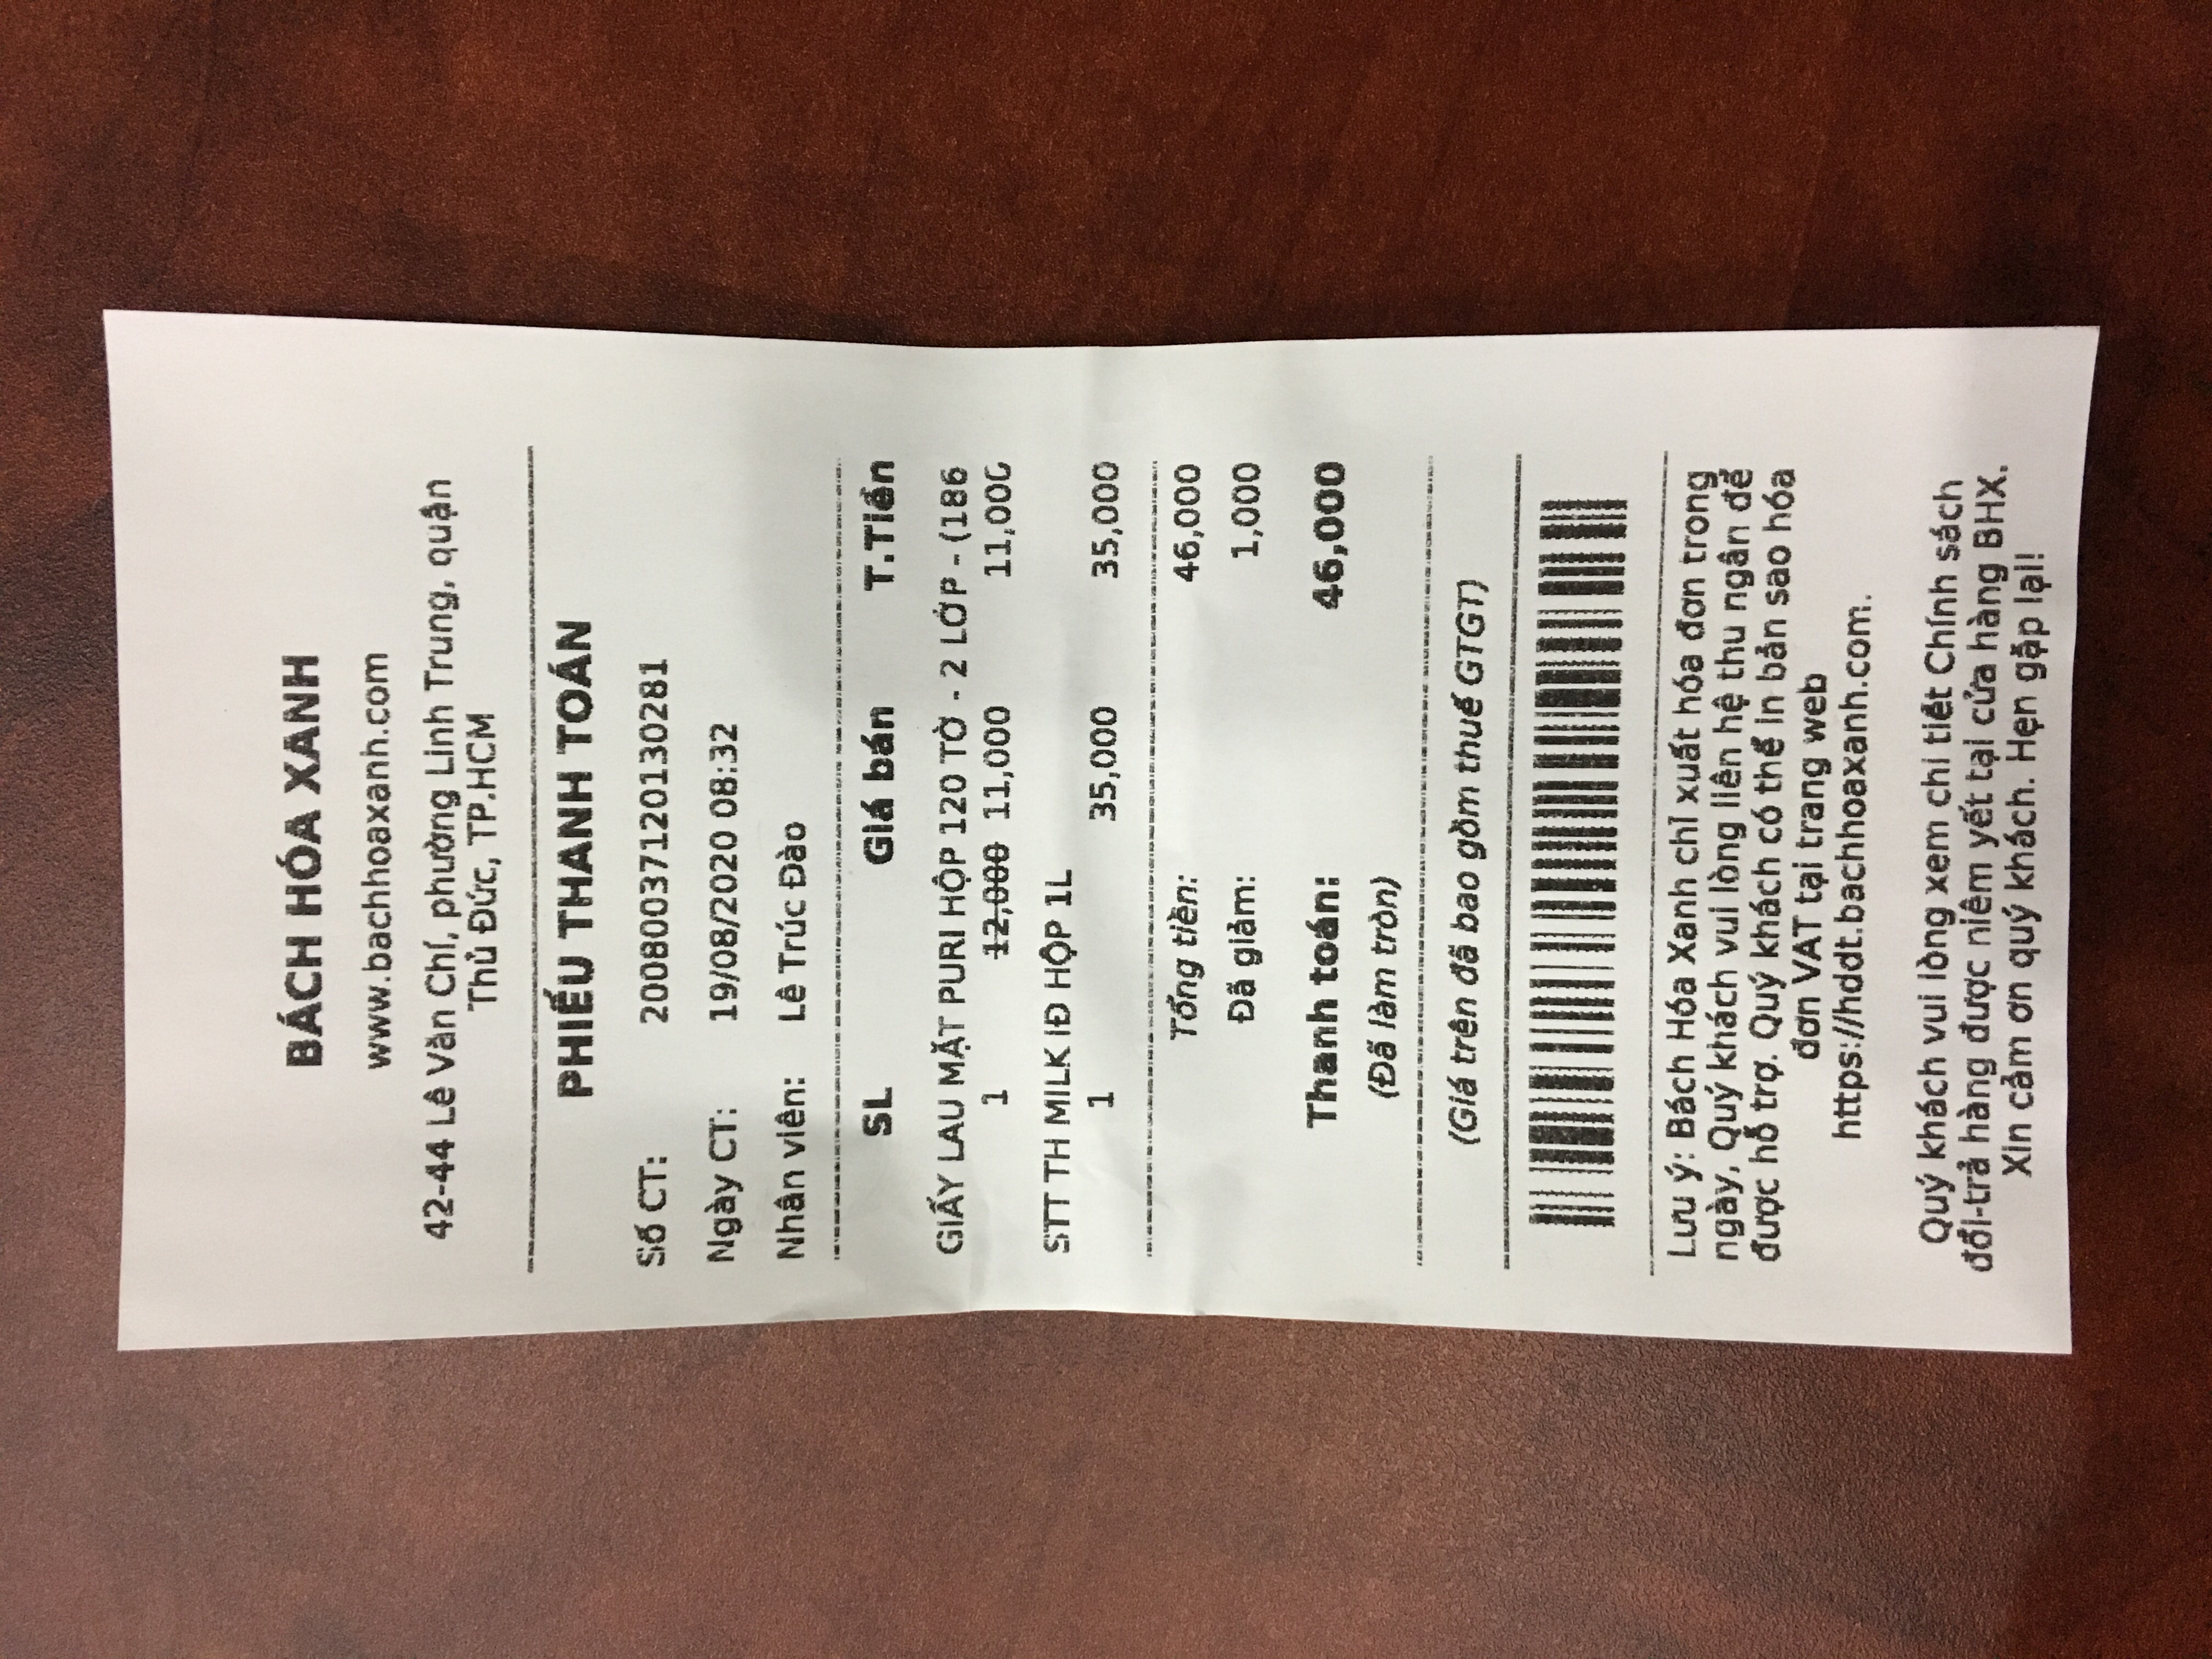 BÁCH HÓA XANH
www.bachhoaxanh.com
42-44 Lê Văn Chí, phường Linh Trung, quận
Thủ Đức, TP.HCM
PHIẾU THANH TOÁN
Số CT: 20080037120130281
Ngày CT: 19/08/2020 08:32
Nhân viên: Lê Trúc Đào
SL Giá bán T.Tiền
GIẤY LAU MẶT PURI HỘP 120 TỜ - 2 LỚP - (186
1 12,000 11,000 11,000
STT TH MILK IĐ HỘP 1L
1 35,000 35,000
Tổng tiền: 46,000
Đã giảm: 1,000
Thanh toán: 46,000
(Đã làm tròn)
(Giá trên đã bao gồm thuế GTGT)
Lưu ý: Bách Hóa Xanh chỉ xuất hóa đơn trong
ngày, Quý khách vui lòng liên hệ thu ngân để
được hỗ trợ. Quý khách có thể in bản sao hóa
đơn VAT tại trang web
https://hddt.bachhoaxanh.com.
Quý khách vui lòng xem chi tiết Chính sách
đổi-trả hàng được niêm yết tại cửa hàng BHX.
Xin cảm ơn quý khách. Hẹn gặp lại!